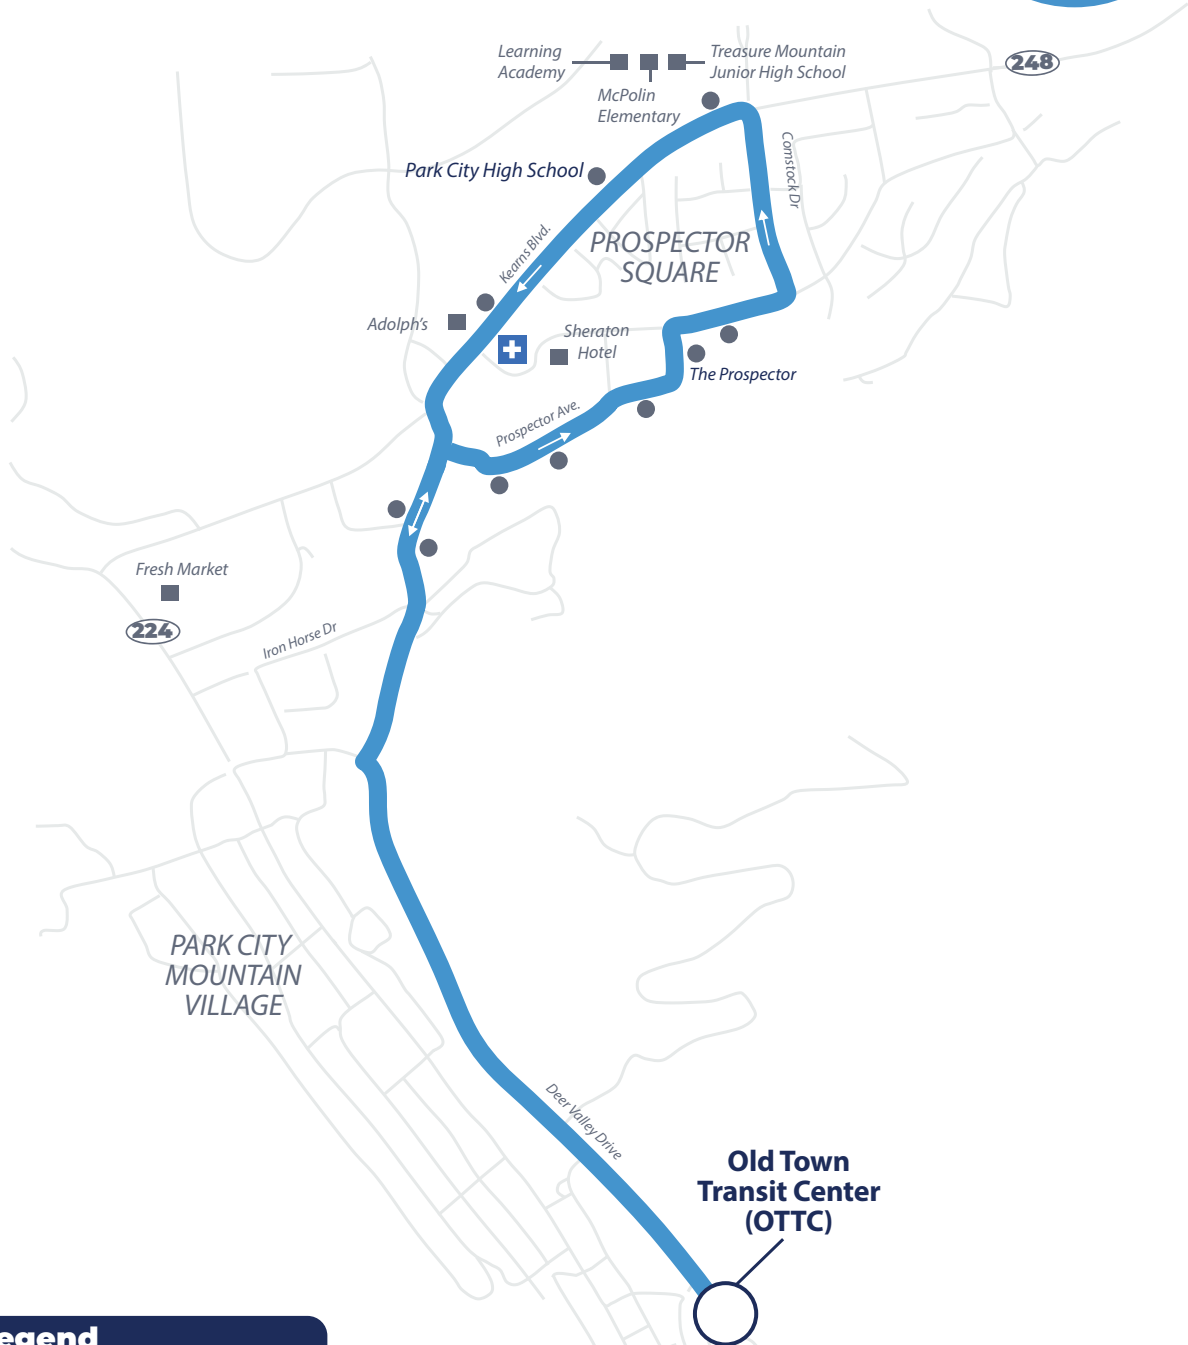 Learning
Academy
McPolin
Elementary
Treasure Mountain
Junior High School
248
Park City High School
Comstock Dr
Kearns Blvd.
PROSPECTOR
SQUARE
Adolph's
Sheraton
Hotel
The Prospector
Prospector Ave.
Fresh Market
224
Iron Horse Dr
PARK CITY
MOUNTAIN
VILLAGE
Deer Valley Drive
Old Town
Transit Center
(OTTC)
egend